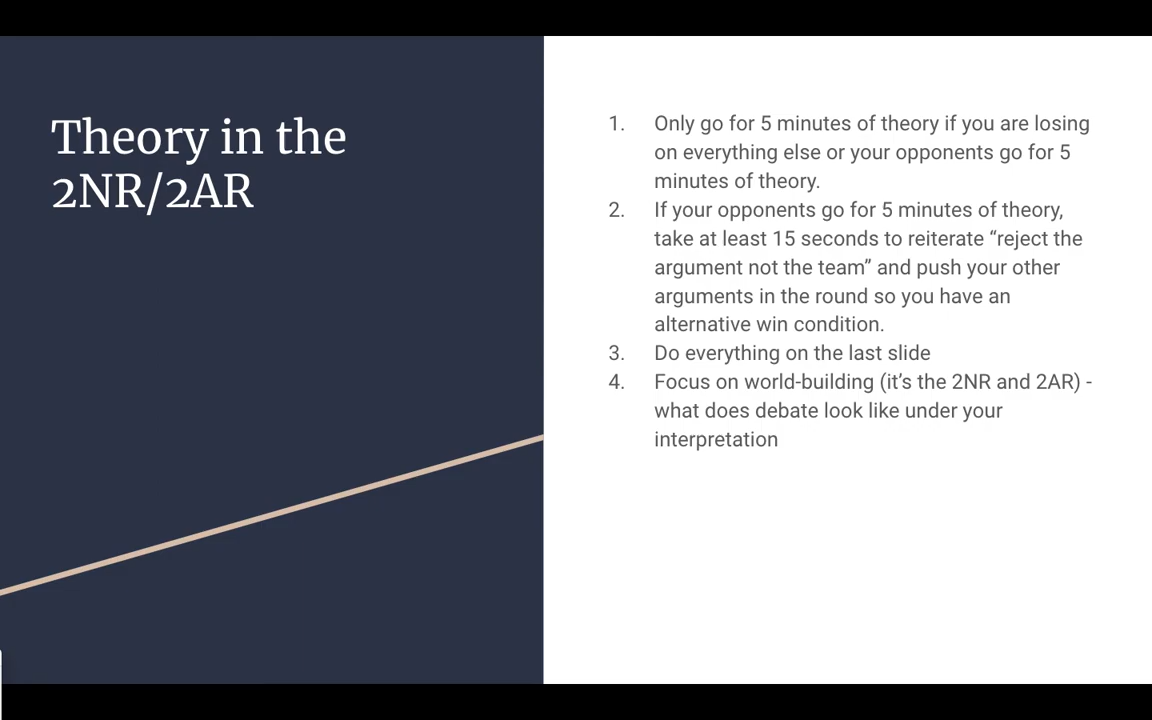 Theory in the
2NR/2AR
1. Only go for 5 minutes of theory if you are losing
on everything else or your opponents go for 5
minutes of theory.
2. If your opponents go for 5 minutes of theory,
take at least 15 seconds to reiterate “reject the
argument not the team” and push your other
arguments in the round so you have an
alternative win condition.
3. Do everything on the last slide
4. Focus on world-building (it’s the 2NR and 2AR) -
what does debate look like under your
interpretation